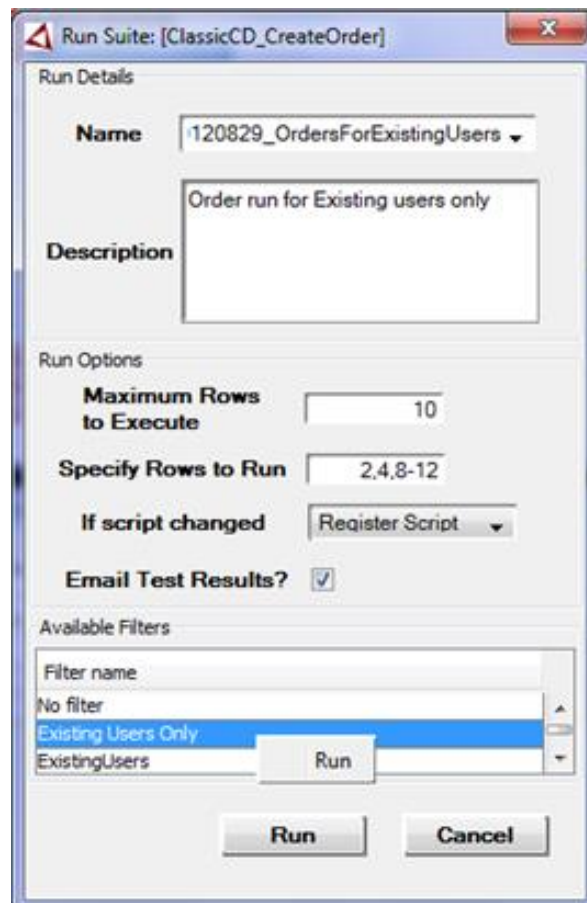 Run Suite: [ClassicCD_CreateOrder]
Run Details
Name 120829_OrdersForExistingUsers
Order run for Existing users only
Description
Run Options
Maximum Rows
to Execute 10
Specify Rows to Run 2,4,8-12
If script changed Register Script
Email Test Results?
Available Filters
Filter name
No filter
Existing Users Only
ExistingUsers Run
Run Cancel